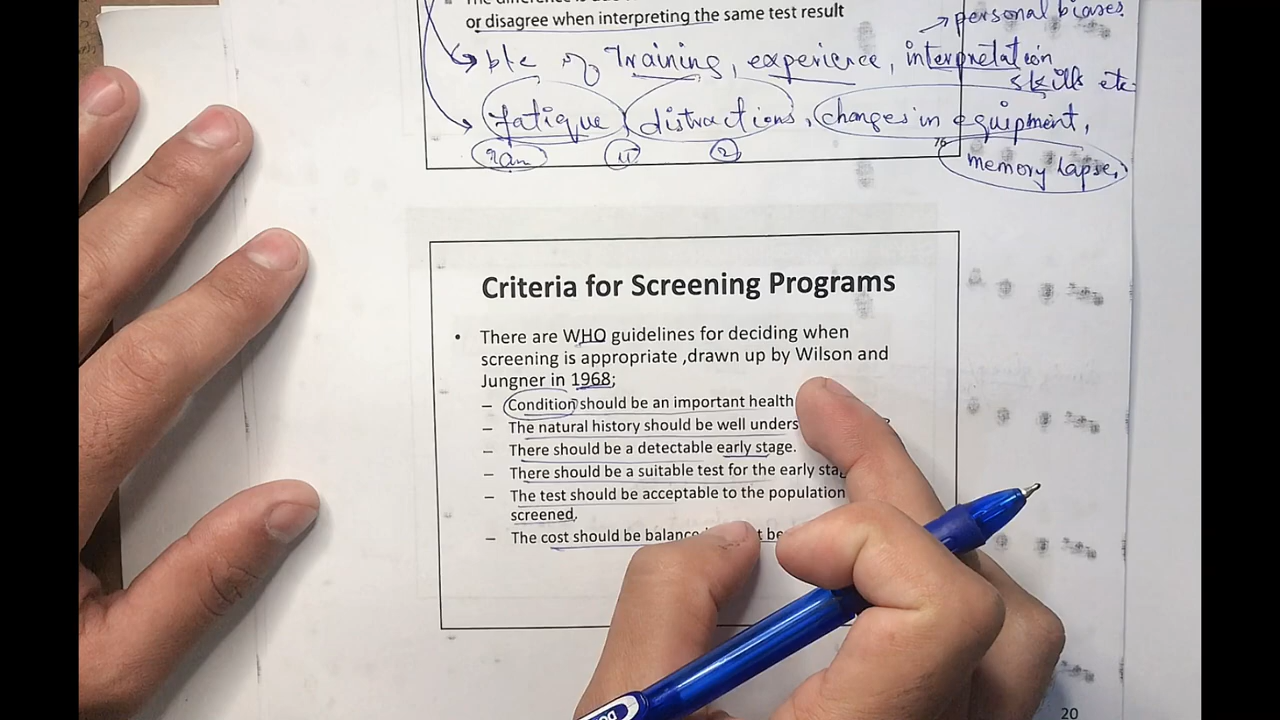 or disagree when interpreting the same test result
personal biases.
b/c of Training, experience, interpretation
skills etc.
fatique, distractions, changes in equipment,
memory lapse,
76
Criteria for Screening Programs
• There are WHO guidelines for deciding when
screening is appropriate ,drawn up by Wilson and
Jungner in 1968;
– Condition should be an important health
– The natural history should be well
– There should be a detectable early stage.
– There should be a suitable test for the early
– The test should be acceptable to the population
screened.
– The cost should be
20